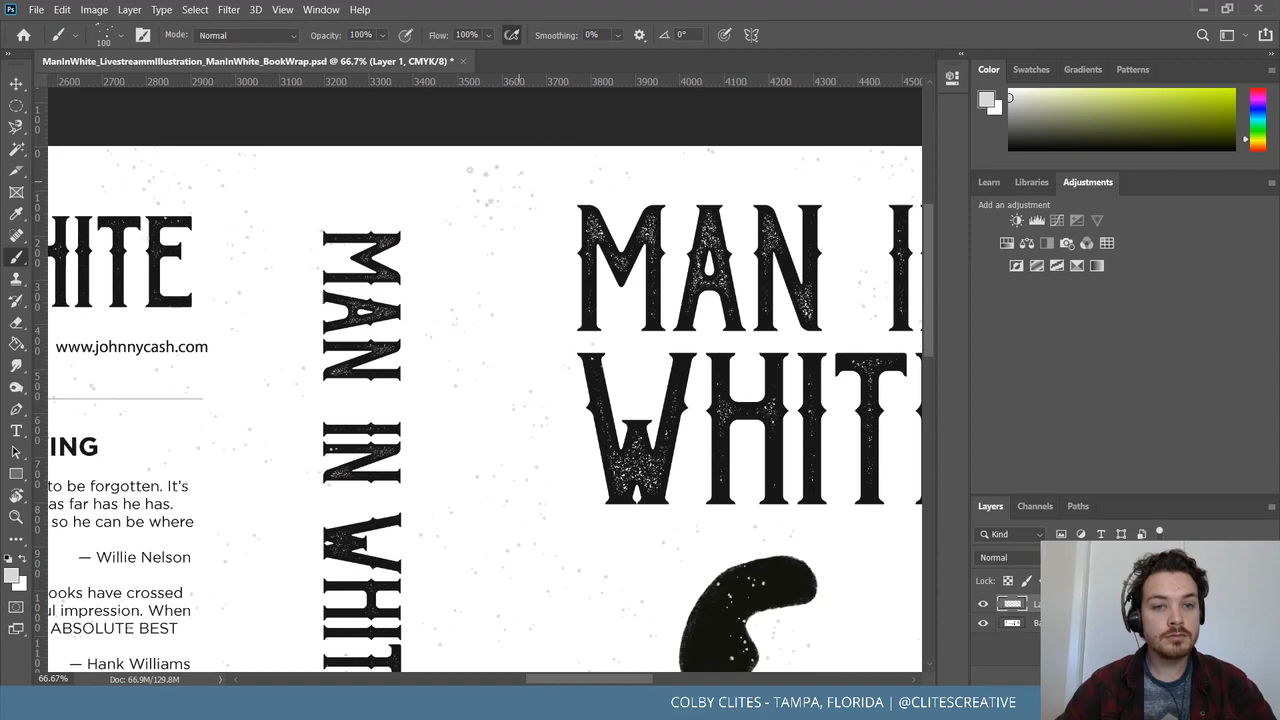 File Edit Image Layer Type Select Filter 3D View Window Help
100 Mode: Normal Opacity: 100% Flow: 100% Smoothing: 0% 0°
ManInWhite_LivestreammIllustration_ManInWhite_BookWrap.psd @ 66.7% (Layer 1, CMYK/8) *
2600 2700 2800 2900 3000 3100 3200 3300 3400 3500 3600 3700 3800 3900 4000 4100 4200 4300 4400 4500
Color Swatches Gradients Patterns
Learn Libraries Adjustments
Add an adjustment
HITE
www.johnnycash.com
ING
to be forgotten. It's
as far has he has.
so he can be where
— Willie Nelson
ooks have crossed
ul impression. When
ABSOLUTE BEST
— Hank Williams
MAN IN WHIT
MAN I
WHIT
Layers Channels Paths
Kind
Normal
Lock:
La
Ba
66.67% Doc: 66.9M/129.8M
COLBY CLITES - TAMPA, FLORIDA | @CLITESCREATIVE